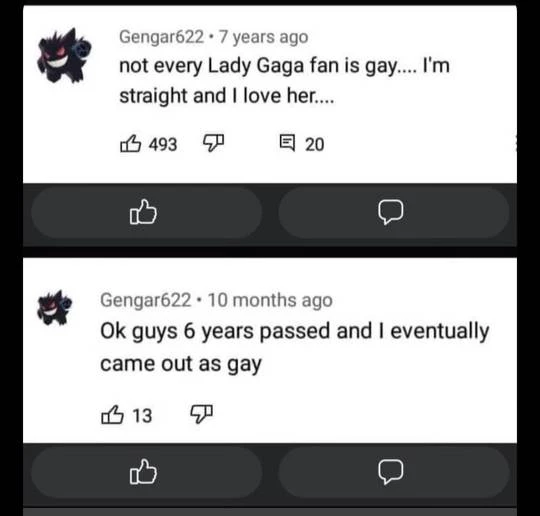 Gengar622 • 7 years ago
not every Lady Gaga fan is gay.... I'm
straight and I love her....
493 20
Gengar622 • 10 months ago
Ok guys 6 years passed and I eventually
came out as gay
13